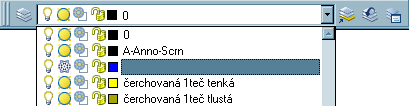 0
0
A-Anno-Scrn
čerchovaná 1teč tenká
čerchovaná 1teč tlustá